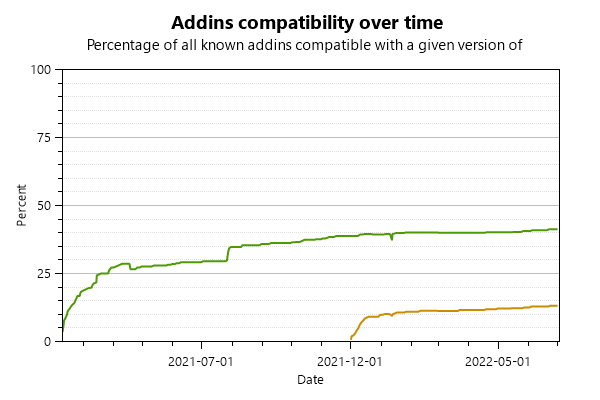 Addins compatibility over time
Percentage of all known addins compatible with a given version of
100
75
50
25
0
Percent
2021-07-01
2021-12-01
2022-05-01
Date